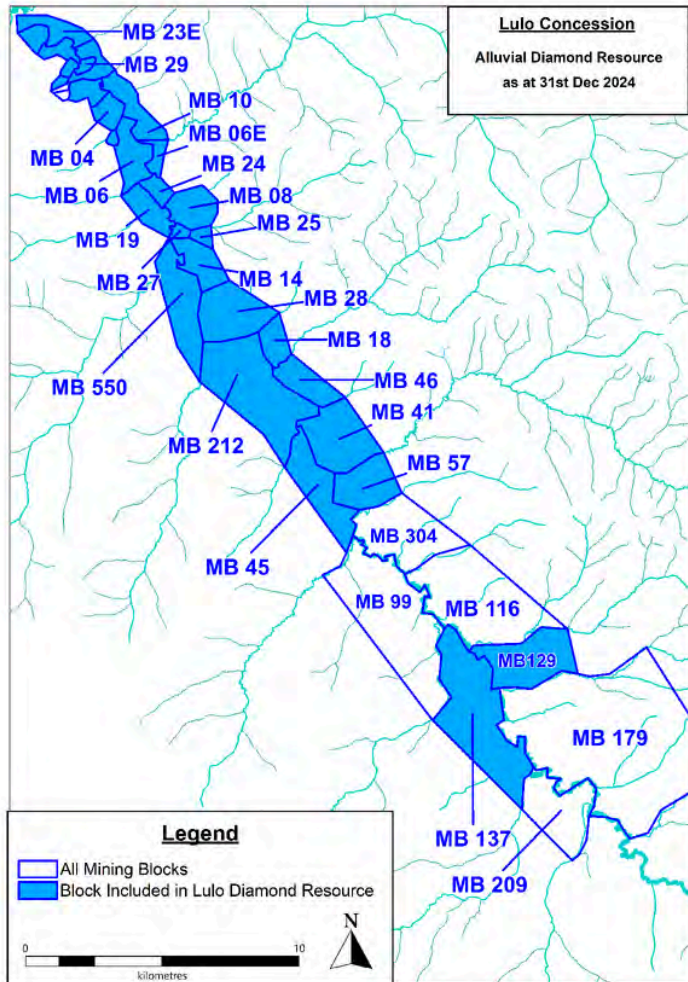 Lulo Concession
Alluvial Diamond Resource
as at 31st Dec 2024
MB 23E
MB 29
MB 10
MB 06E
MB 04
MB 24
MB 06
MB 08
MB 25
MB 19
MB 27
MB 14
MB 28
MB 18
MB 550
MB 46
MB 41
MB 212
MB 57
MB 304
MB 45
MB 99
MB 116
MB129
MB 179
MB 137
MB 209
Legend
All Mining Blocks
Block Included in Lulo Diamond Resource
N
0 10
kilometres